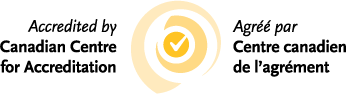 Accredited by
Canadian Centre
for Accreditation
Agréé par
Centre canadien
de l'agrément